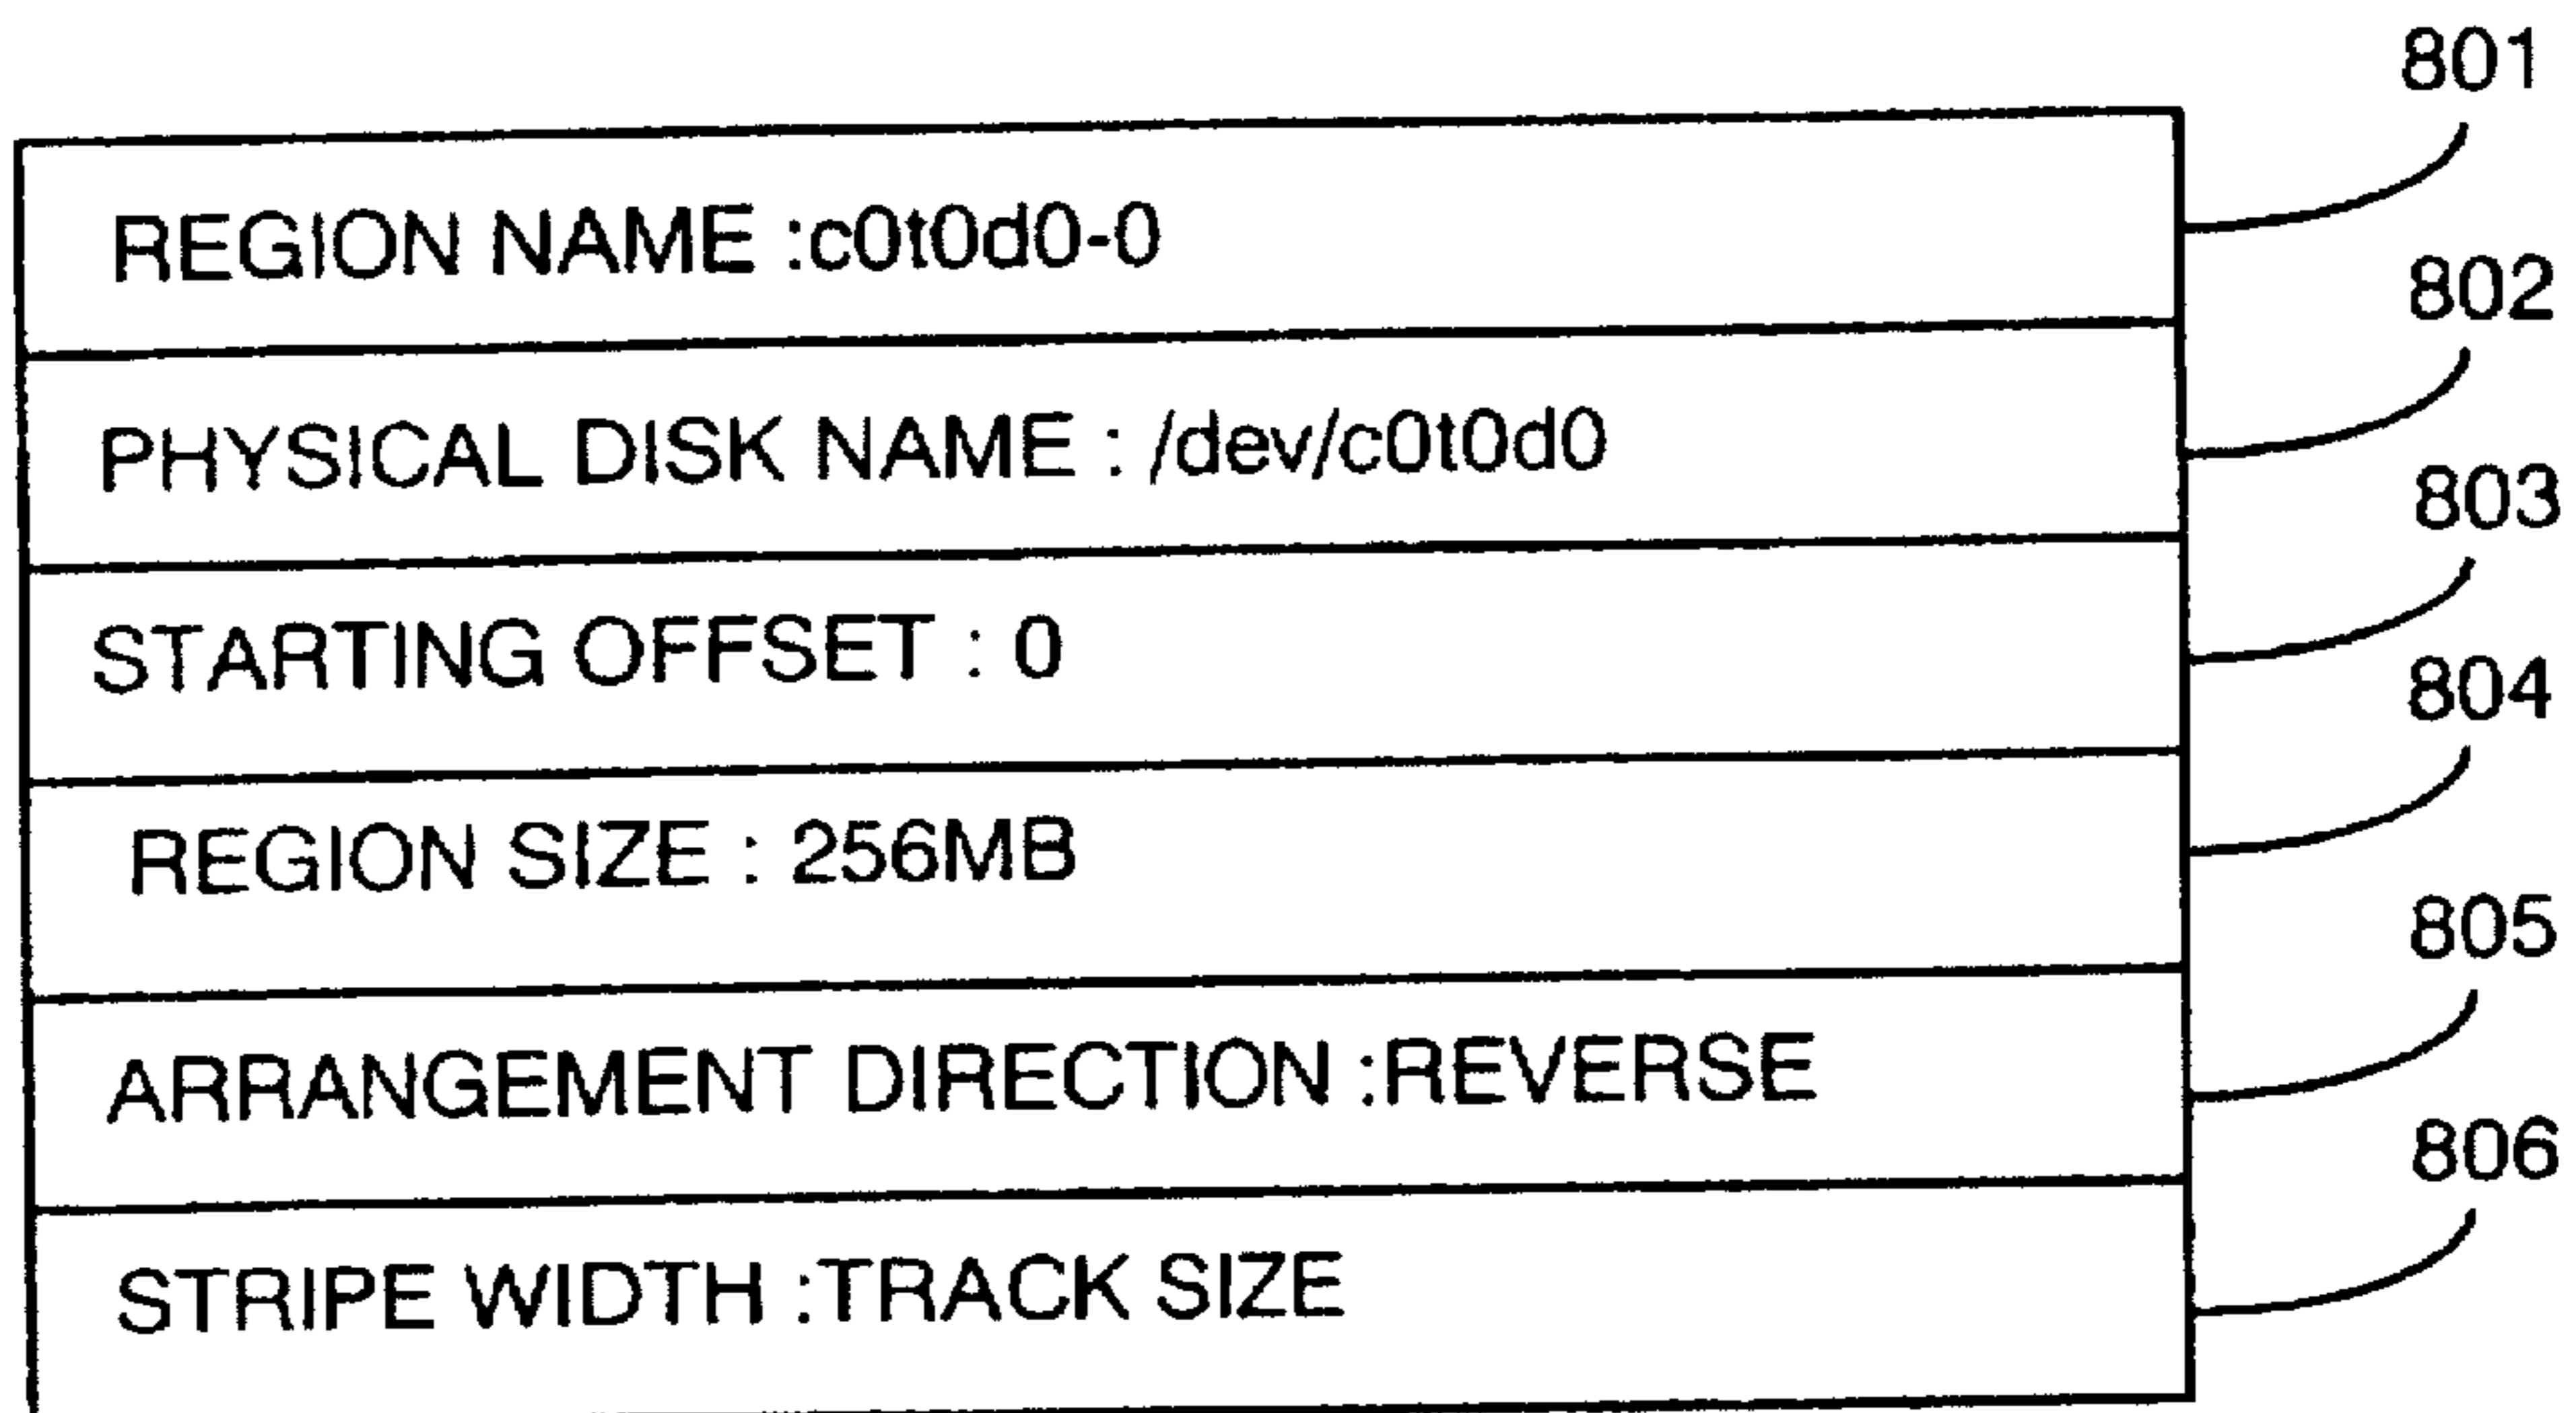 801
REGION NAME :c0t0d0-0
802
PHYSICAL DISK NAME : /dev/c0t0d0
803
STARTING OFFSET : 0
804
REGION SIZE : 256MB
805
ARRANGEMENT DIRECTION :REVERSE
806
STRIPE WIDTH :TRACK SIZE